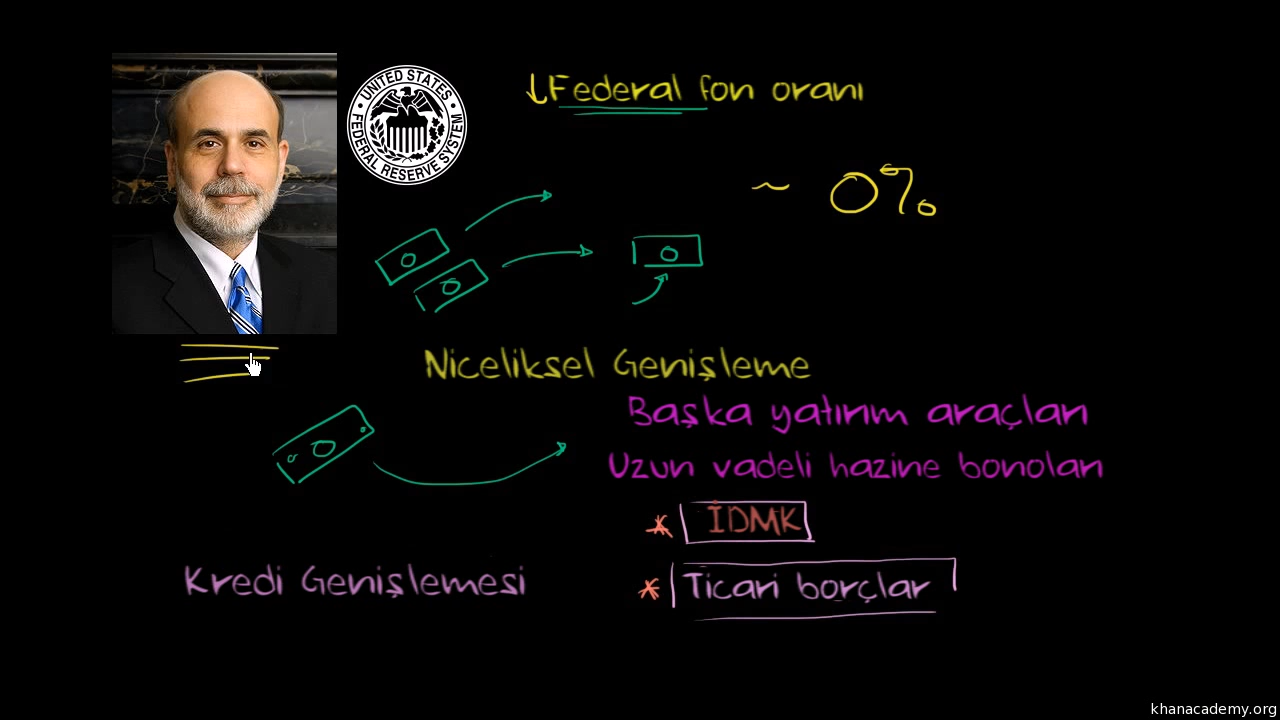 UNITED STATES
FEDERAL RESERVE SYSTEM
↓Federal fon oranı
~ 0%
Niceliksel Genişleme
Başka yatırım araçları
Uzun vadeli hazine bonoları
* İDMK
Kredi Genişlemesi
* Ticari borçlar
khanacademy.org